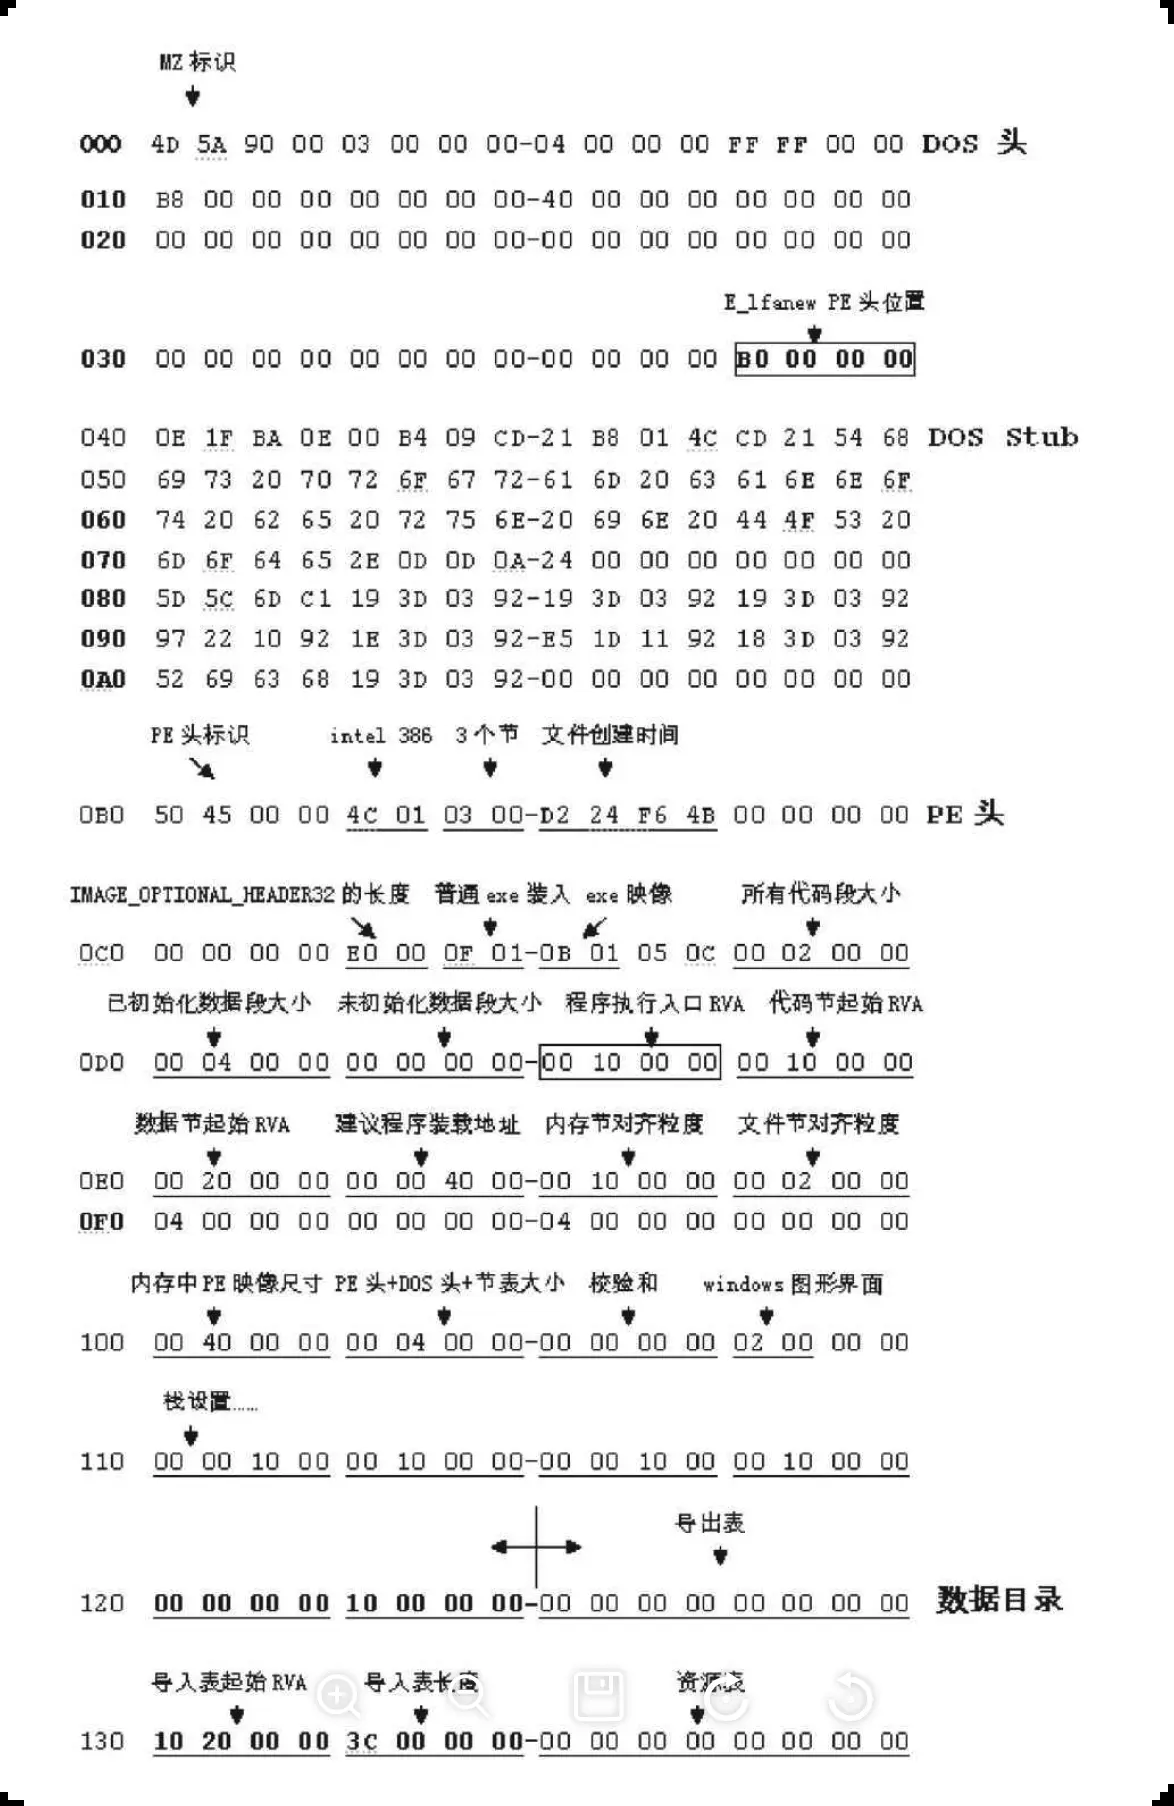 MZ 标识
000 4D 5A 90 00 03 00 00 00-04 00 00 00 FF FF 00 00 DOS 头
010 B8 00 00 00 00 00 00 00-40 00 00 00 00 00 00 00
020 00 00 00 00 00 00 00 00-00 00 00 00 00 00 00 00
E_lfanew PE 头位置
030 00 00 00 00 00 00 00 00-00 00 00 00 B0 00 00 00
040 0E 1F BA 0E 00 B4 09 CD-21 B8 01 4C CD 21 54 68 DOS Stub
050 69 73 20 70 72 6F 67 72-61 6D 20 63 61 6E 6E 6F
060 74 20 62 65 20 72 75 6E-20 69 6E 20 44 4F 53 20
070 6D 6F 64 65 2E 0D 0D 0A-24 00 00 00 00 00 00 00
080 5D 5C 6D C1 19 3D 03 92-19 3D 03 92 19 3D 03 92
090 97 22 10 92 1E 3D 03 92-E5 1D 11 92 18 3D 03 92
0A0 52 69 63 68 19 3D 03 92-00 00 00 00 00 00 00 00
PE 头标识 intel 386 3 个节 文件创建时间
0B0 50 45 00 00 4C 01 03 00-D2 24 F6 4B 00 00 00 00 PE 头
IMAGE_OPTIONAL_HEADER32 的长度 普通 exe 装入 exe 映像 所有代码段大小
0C0 00 00 00 00 E0 00 0F 01-0B 01 05 0C 00 02 00 00
已初始化数据段大小 未初始化数据段大小 程序执行入口 RVA 代码节起始 RVA
0D0 00 04 00 00 00 00 00 00-00 10 00 00 00 10 00 00
数据节起始 RVA 建议程序装载地址 内存节对齐粒度 文件节对齐粒度
0E0 00 20 00 00 00 00 40 00-00 10 00 00 00 02 00 00
0F0 04 00 00 00 00 00 00 00-04 00 00 00 00 00 00 00
内存中 PE 映像尺寸 PE 头+DOS 头+节表大小 校验和 windows 图形界面
100 00 40 00 00 00 04 00 00-00 00 00 00 02 00 00 00
栈设置……
110 00 00 10 00 00 10 00 00-00 00 10 00 00 10 00 00
导出表
120 00 00 00 00 10 00 00 00-00 00 00 00 00 00 00 00 数据目录
导入表起始 RVA 导入表长度 资源表
130 10 20 00 00 3C 00 00 00-00 00 00 00 00 00 00 00